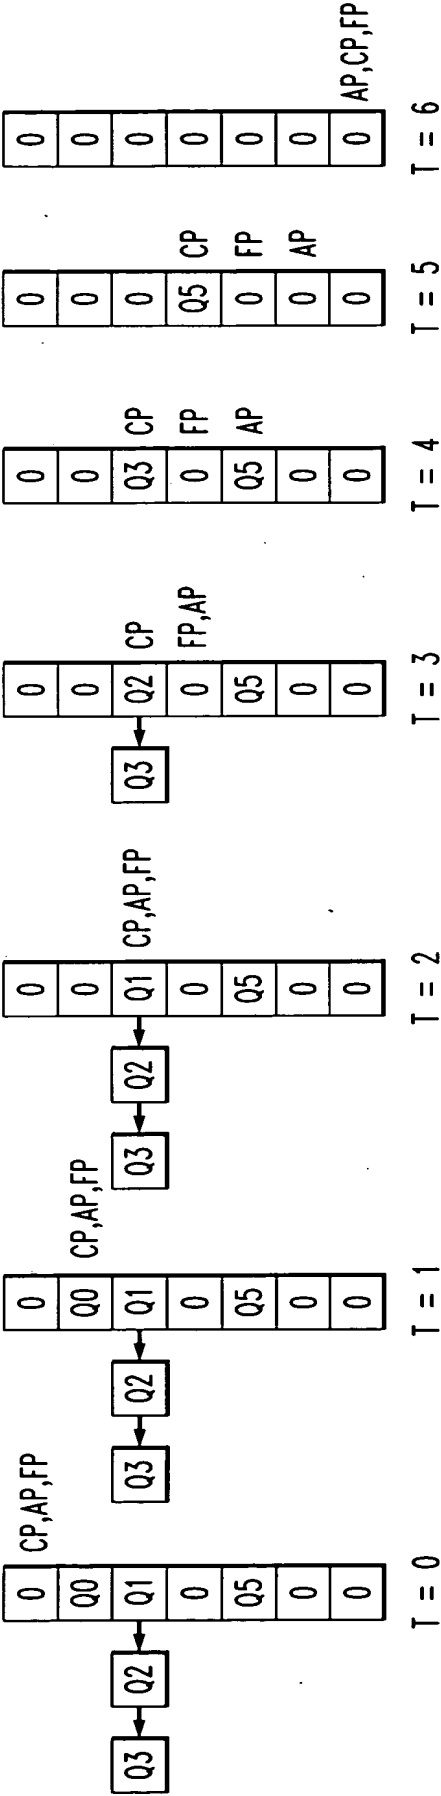 0 CP,AP,FP
Q0
Q3 Q2 Q1
0
Q5
0
0
T = 0
0
Q0 CP,AP,FP
Q3 Q2 Q1
0
Q5
0
0
T = 1
0
0
Q3 Q2 Q1 CP,AP,FP
0
Q5
0
0
T = 2
0
0
Q3 Q2 CP
0 FP,AP
Q5
0
0
T = 3
0
0
Q3 CP
0 FP
Q5 AP
0
0
T = 4
0
0
0
Q5 CP
0 FP
0 AP
0
T = 5
0
0
0
0
0
0
0 AP,CP,FP
T = 6